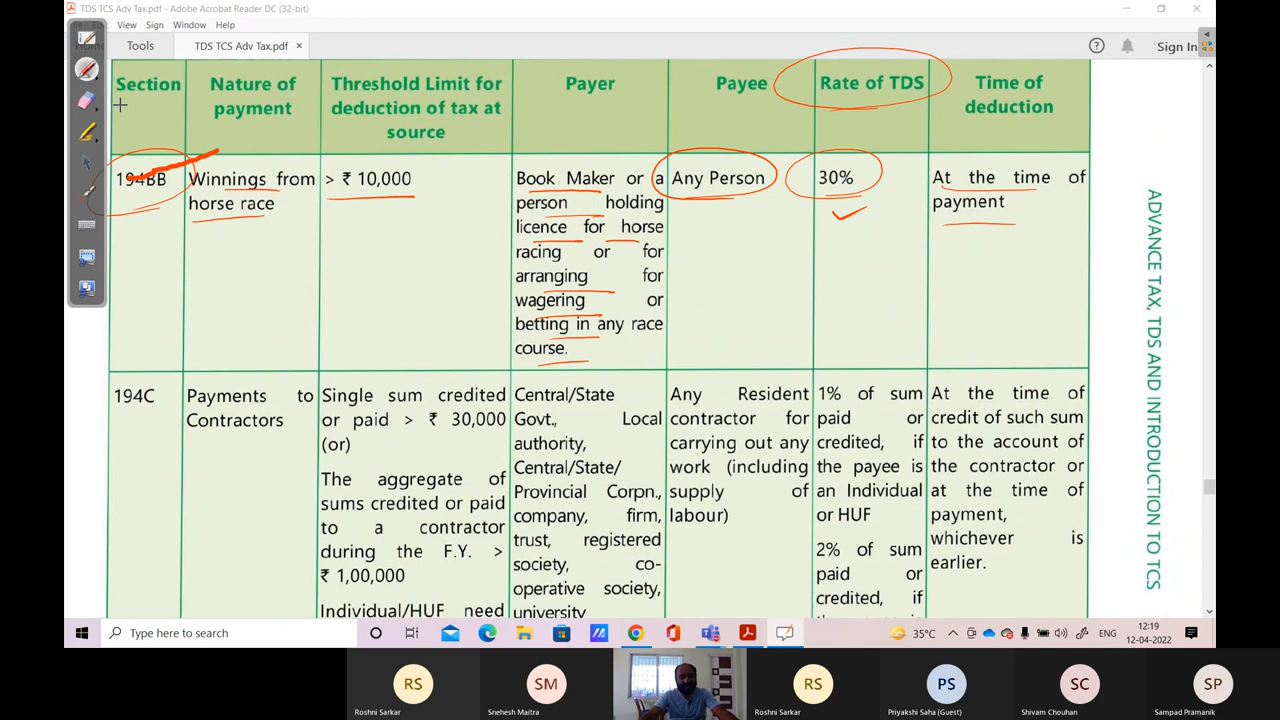 TDS TCS Adv Tax.pdf - Adobe Acrobat Reader DC (32-bit)
View Sign Window Help
Tools
TDS TCS Adv Tax.pdf ×
Sign In
Section
Nature of
payment
Threshold Limit for
deduction of tax at
source
Payer
Payee
Rate of TDS
Time of
deduction
194BB
Winnings from
horse race
> ₹ 10,000
Book Maker or a
person holding
licence for horse
racing or for
arranging for
wagering or
betting in any race
course.
Any Person
30%
At the time of
payment
194C
Payments to
Contractors
Single sum credited
or paid > ₹ 30,000
(or)
The aggregate of
sums credited or paid
to a contractor
during the F.Y. >
₹ 1,00,000
Individual/HUF need
Central/State
Govt., Local
authority,
Central/State/
Provincial Corpn.,
company, firm,
trust, registered
society, co-
operative society,
university
Any Resident
contractor for
carrying out any
work (including
supply of
labour)
1% of sum
paid or
credited, if
the payee is
an Individual
or HUF
2% of sum
paid or
credited, if
At the time of
credit of such sum
to the account of
the contractor or
at the time of
payment,
whichever is
earlier.
ADVANCE TAX, TDS AND INTRODUCTION TO TCS
Type here to search
35°C
ENG
12:19
12-04-2022
RS
SM
RS
PS
SC
SP
Roshni Sarkar
Snehesh Maitra
Roshni Sarkar
Priyakshi Saha (Guest)
Shivam Chouhan
Sampad Pramanik